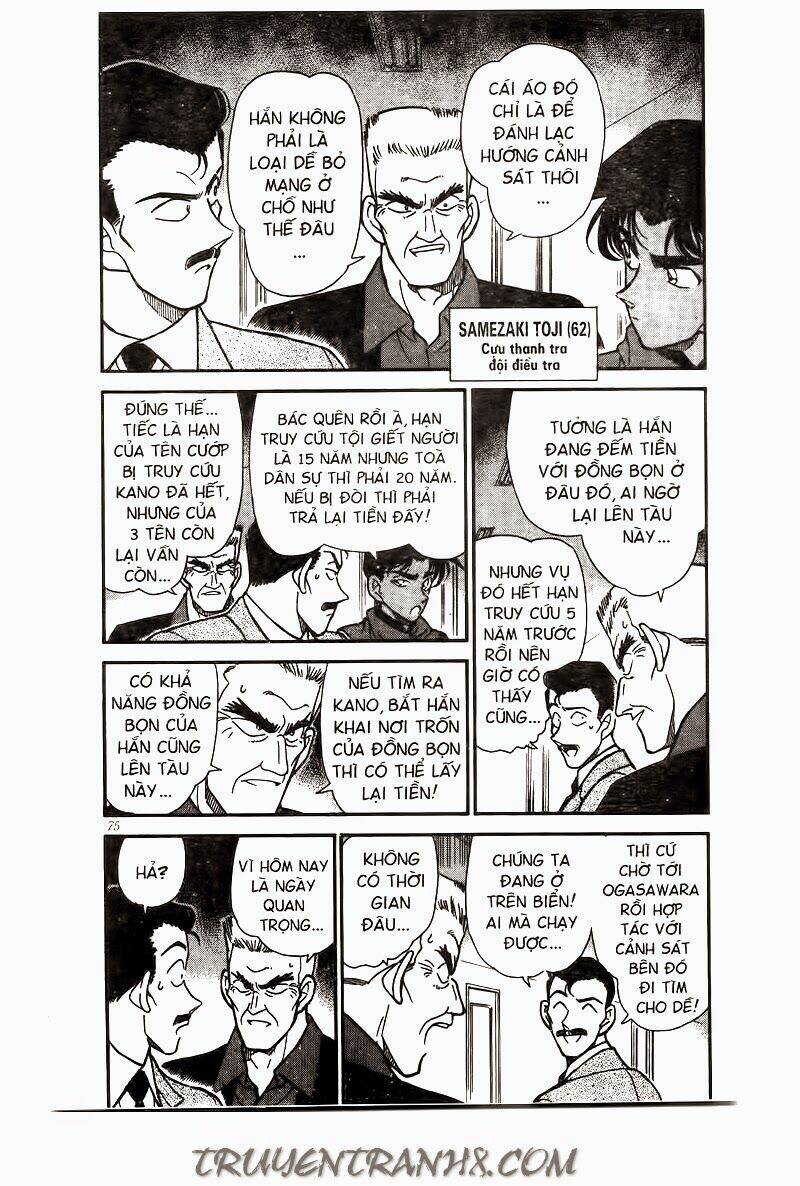 CÁI ÁO ĐÓ
CHỈ LÀ ĐỂ
ĐÁNH LẠC
HƯỚNG CẢNH
SÁT THÔI
...
HẮN KHÔNG
PHẢI LÀ
LOẠI DỄ BỎ
MẠNG Ở
CHỖ NHƯ
THẾ ĐÂU
...
SAMEZAKI TOJI (62)
Cựu thanh tra
đội điều tra
TƯỞNG LÀ HẮN
ĐANG ĐẾM TIỀN
VỚI ĐỒNG BỌN Ở
ĐÂU ĐÓ, AI NGỜ
LẠI LÊN TÀU
NÀY...
NHƯNG VỤ
ĐÓ HẾT HẠN
TRUY CỨU 5
NĂM TRƯỚC
RỒI NÊN
GIỜ CÓ
THẤY
CŨNG...
BÁC QUÊN RỒI À, HẠN
TRUY CỨU TỘI GIẾT NGƯỜI
LÀ 15 NĂM NHƯNG TOÀ
DÂN SỰ THÌ PHẢI 20 NĂM.
NẾU BỊ ĐÒI THÌ PHẢI
TRẢ LẠI TIỀN ĐẤY!
ĐÚNG THẾ...
TIẾC LÀ HẠN
CỦA TÊN CƯỚP
BỊ TRUY CỨU
KANO ĐÃ HẾT,
NHƯNG CỦA
3 TÊN CÒN
LẠI VẪN
CÒN...
NẾU TÌM RA
KANO, BẮT HẮN
KHAI NƠI TRỐN
CỦA ĐỒNG BỌN
THÌ CÓ THỂ LẤY
LẠI TIỀN!
CÓ KHẢ
NĂNG ĐỒNG
BỌN CỦA
HẮN CŨNG
LÊN TÀU
NÀY...
75
THÌ CỨ
CHỜ TỚI
OGASAWARA
RỒI HỢP
TÁC VỚI
CẢNH SÁT
BÊN ĐÓ
ĐI TÌM
CHO DỄ!
CHÚNG TA
ĐANG Ở
TRÊN BIỂN!
AI MÀ CHẠY
ĐƯỢC...
KHÔNG
CÓ THỜI
GIAN
ĐÂU...
VÌ HÔM NAY
LÀ NGÀY
QUAN
TRỌNG...
HẢ?
TRUYENTRANH8.COM